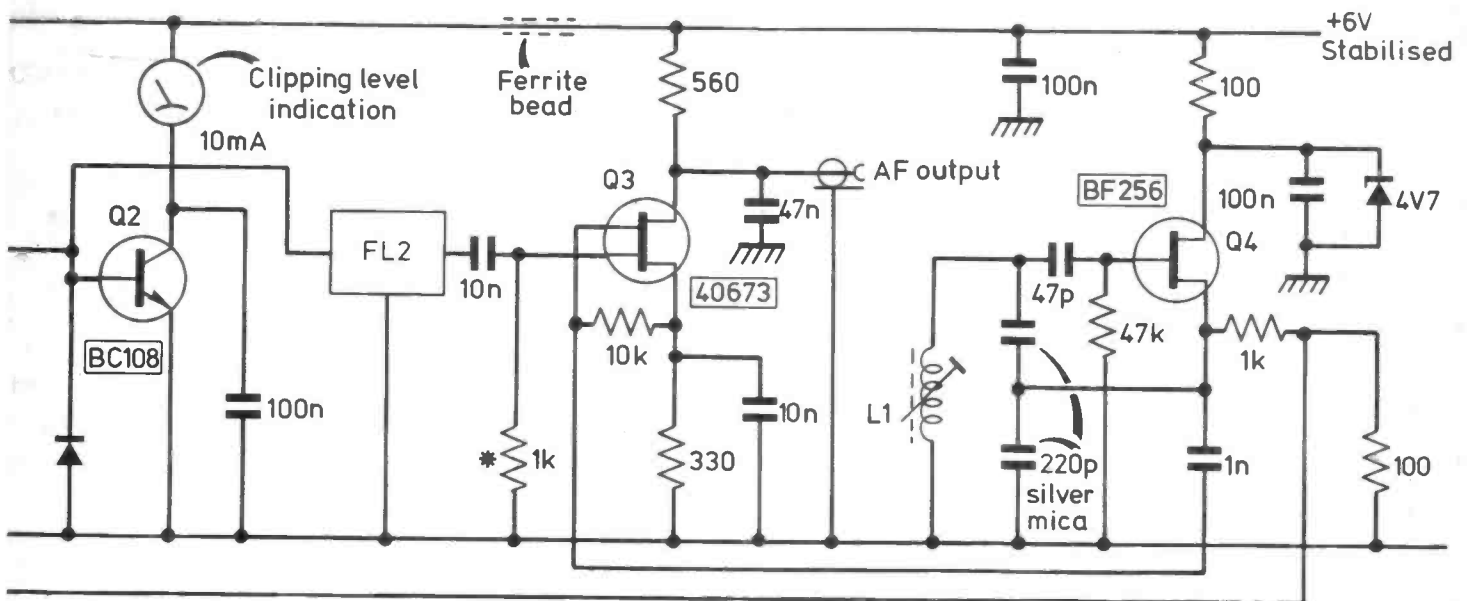 +6V
Stabilised
Clipping level
indication
Ferrite
bead
560
100n
100
10mA
AF output
Q3
BF256
Q2
47n
100n
4V7
FL2
Q4
10n
47p
40673
10k
47k
1k
BC108
100n
L1
✱ 1k
330
10n
220p
silver
mica
1n
100